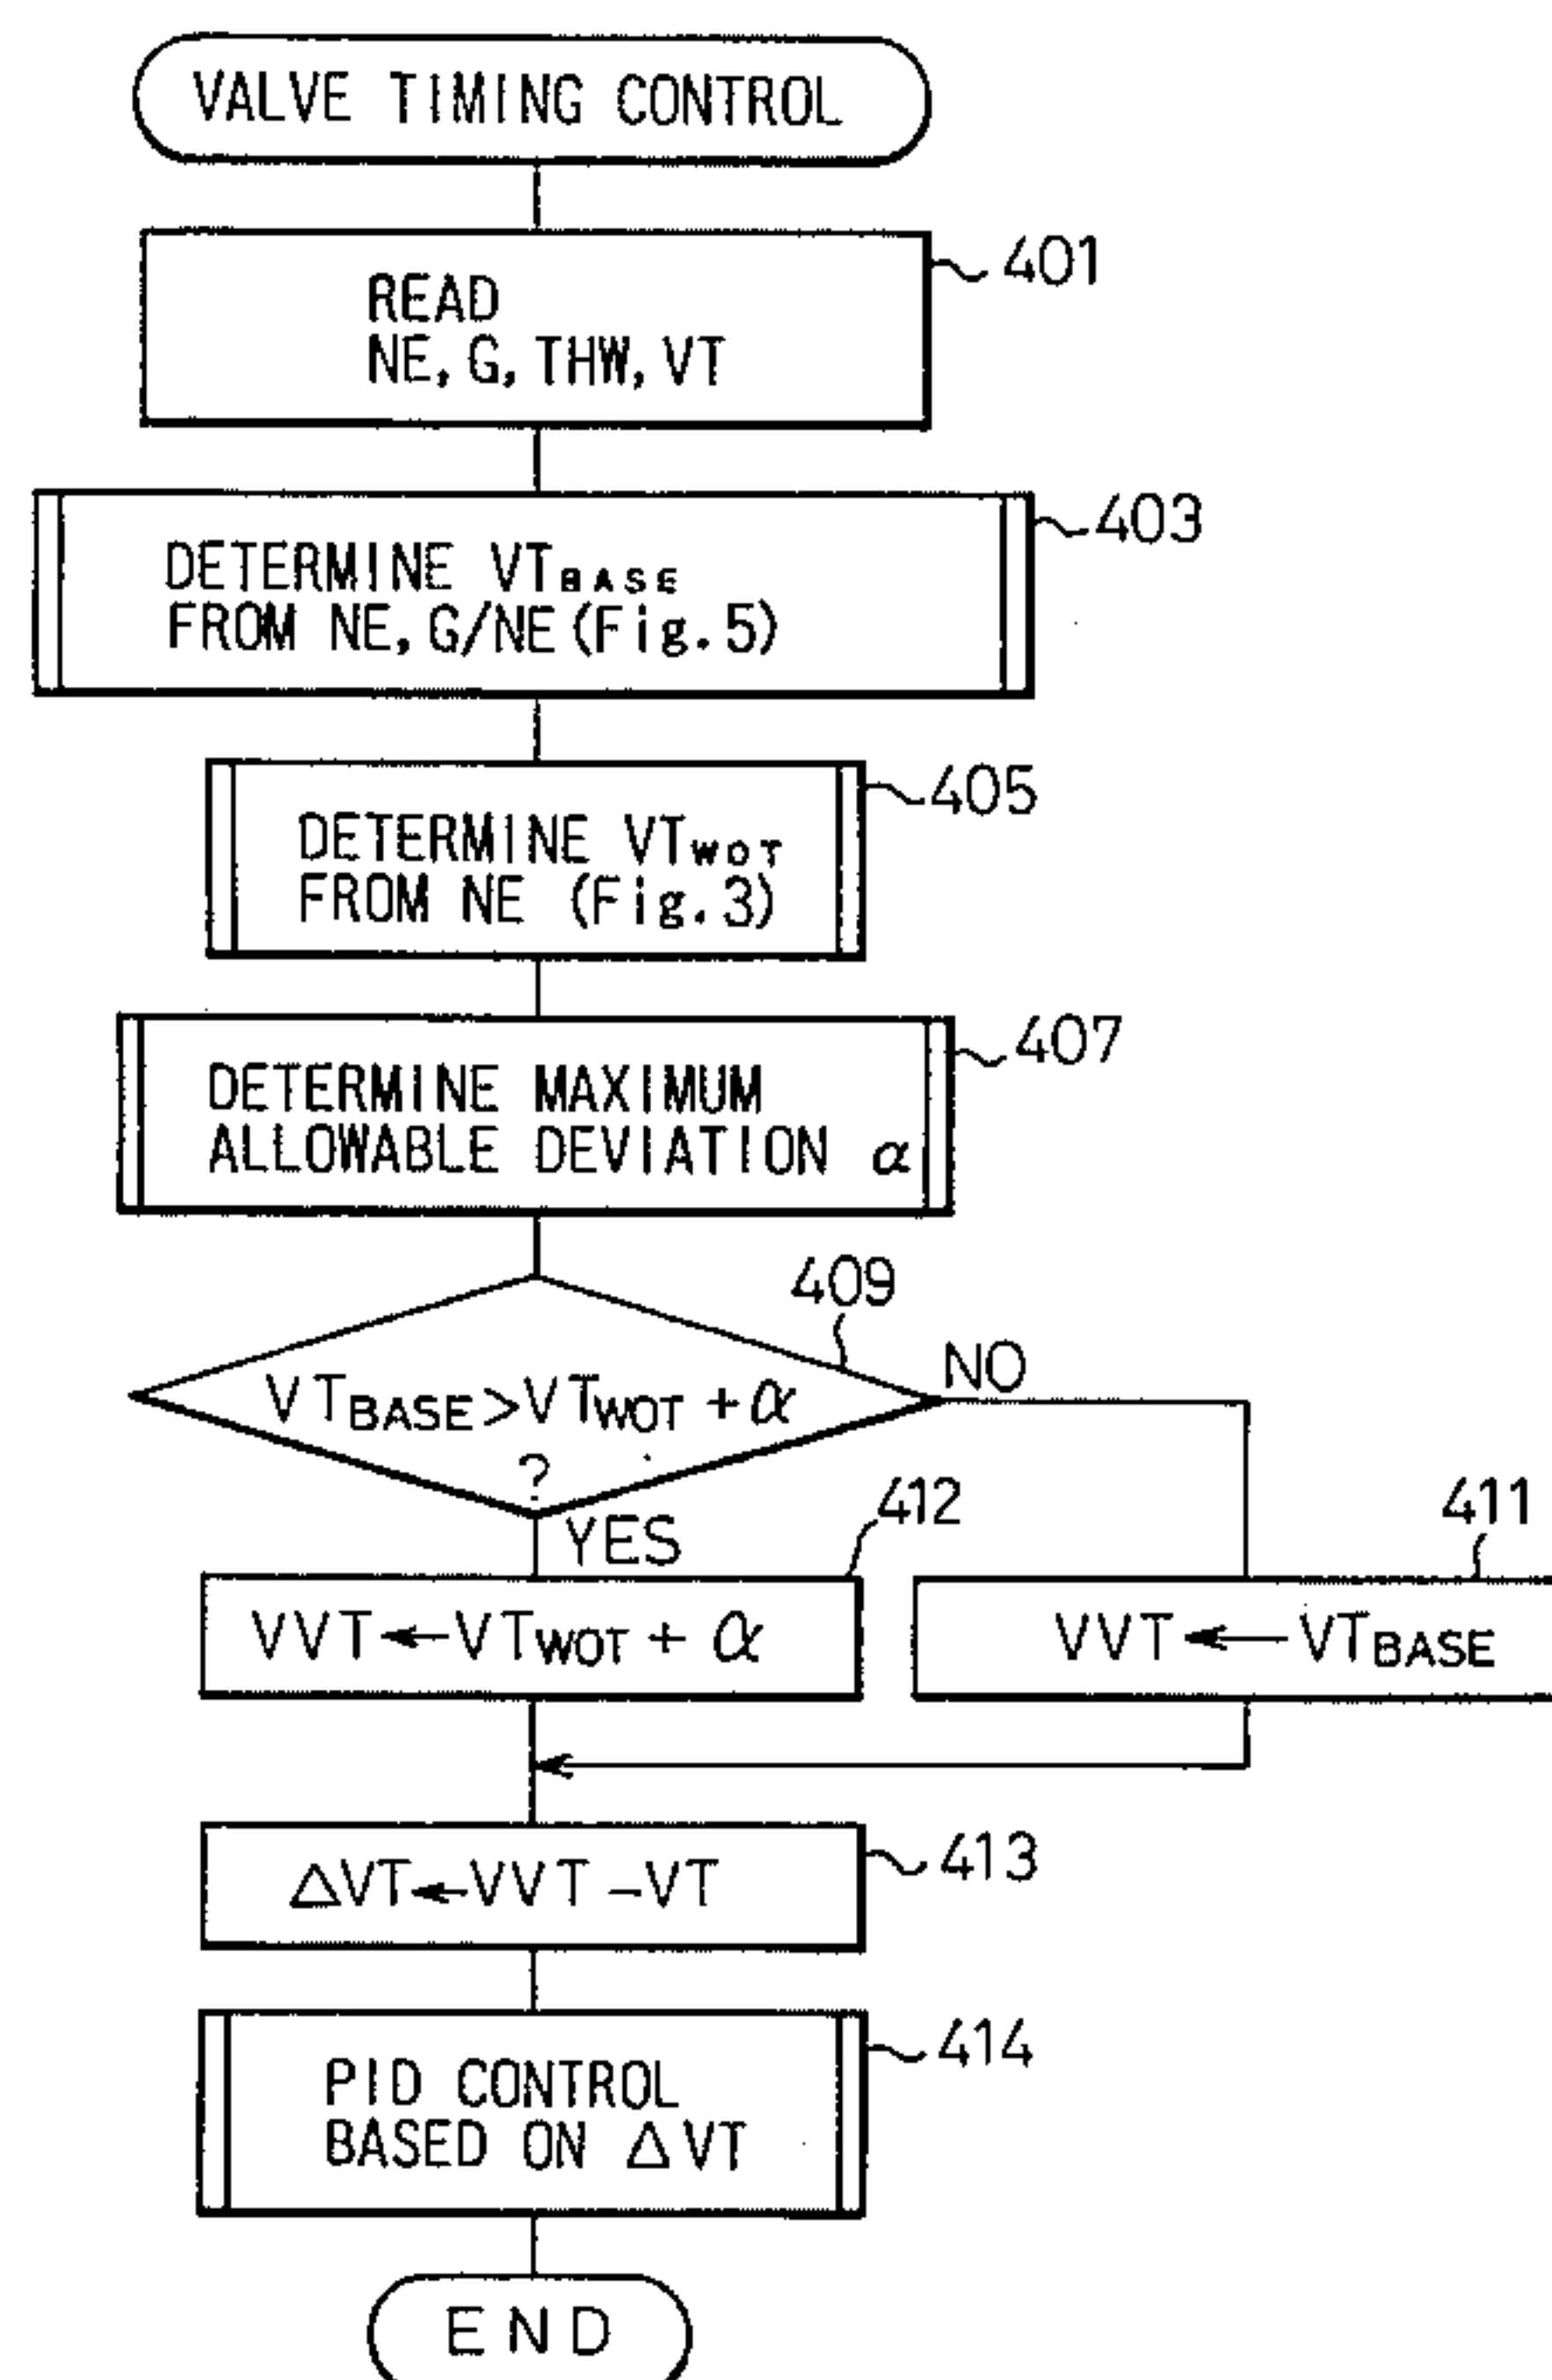 VALVE TIMING CONTROL
401
READ
NE, G, THW, VT
403
DETERMINE VTBASE
FROM NE, G/NE (Fig. 5)
405
DETERMINE VTWOT
FROM NE (Fig. 3)
407
DETERMINE MAXIMUM
ALLOWABLE DEVIATION α
409
NO
VTBASE>VTWOT +α
?
YES
412
411
VVT←VTWOT + α
VVT ← VTBASE
413
△VT←VVT -VT
414
PID CONTROL
BASED ON △VT
END